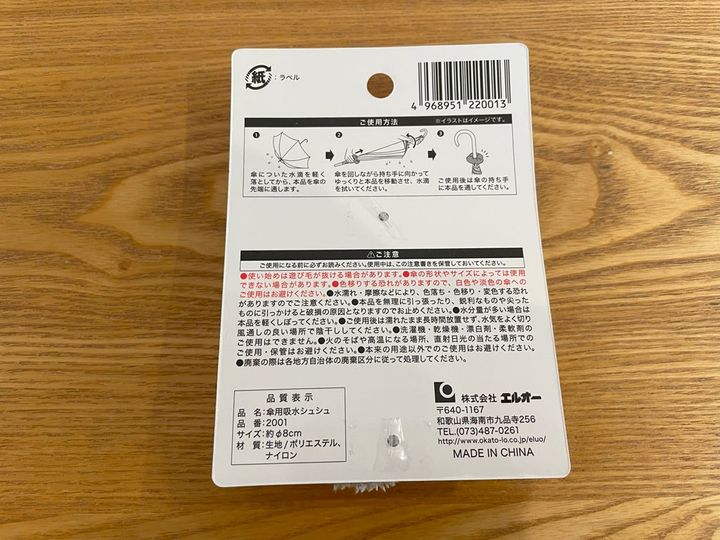 紙 :ラベル
4 968951 220013
ご使用方法 ※イラストはイメージです。
1 2 3
傘についた水滴を軽く
落としてから、本品を傘の
先端に通します。
傘を回しながら持ち手に向かって
ゆっくりと本品を移動させ、水滴
を拭いてください。
ご使用後は傘の持ち手
に本品を通してください。
⚠ご注意
ご使用になる前に必ずお読みください。使用中は、この注意書きを保管しておいてください。
●使い始めは遊び毛が抜ける場合があります。●傘の形状やサイズによっては使用
できない場合があります。●色移りする恐れがありますので、白色や淡色の傘への
ご使用はお避けください。●水濡れ・摩擦などにより、色落ち・色移り・変色する恐れ
がありますのでご注意ください。●本品を無理に引っ張ったり、鋭利なものや尖っ
たものに引っかけると破損の原因となりますのでお止めください。●水分量が多い場合は
本品を軽くしぼってください。●ご使用後は濡れたまま長時間放置せず、水気をよく切り
風通しの良い場所で陰干ししてください。●洗濯機・乾燥機・漂白剤・柔軟剤の
ご使用はできません。●火のそばや高温になる場所、直射日光の当たる場所での
ご使用・保管はお避けください。●本来の用途以外でのご使用はお避けください。
●廃棄の際は各地方自治体の廃棄区分に従って処理してください。
品質表示
品 名:傘用吸水シュシュ
品 番:2001
サイズ:約φ8cm
材 質:生地/ポリエステル、
ナイロン
株式会社 エルオー
〒640-1167
和歌山県海南市九品寺256
TEL.(073)487-0261
http://www.okato-lo.co.jp/eluo/
MADE IN CHINA